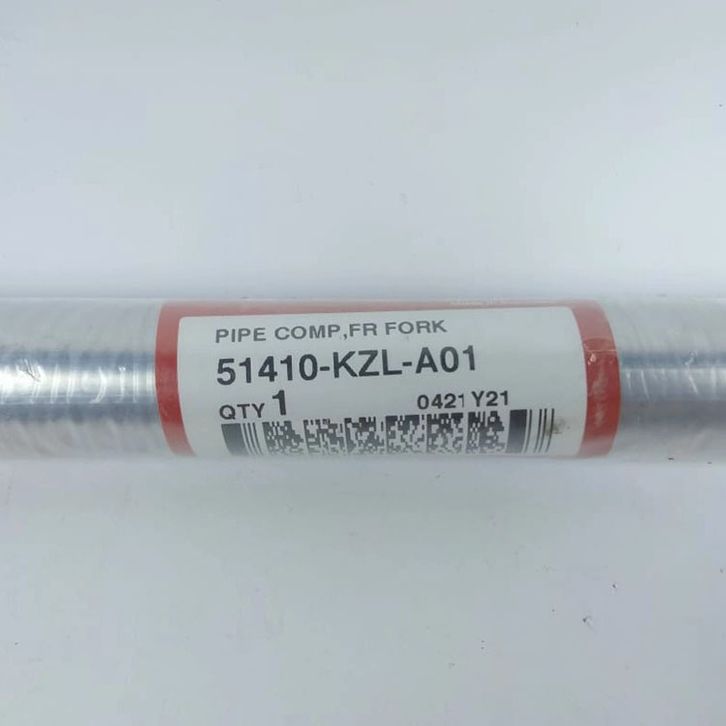 PIPE COMP,FR FORK
51410-KZL-A01
QTY 1 0421 Y21